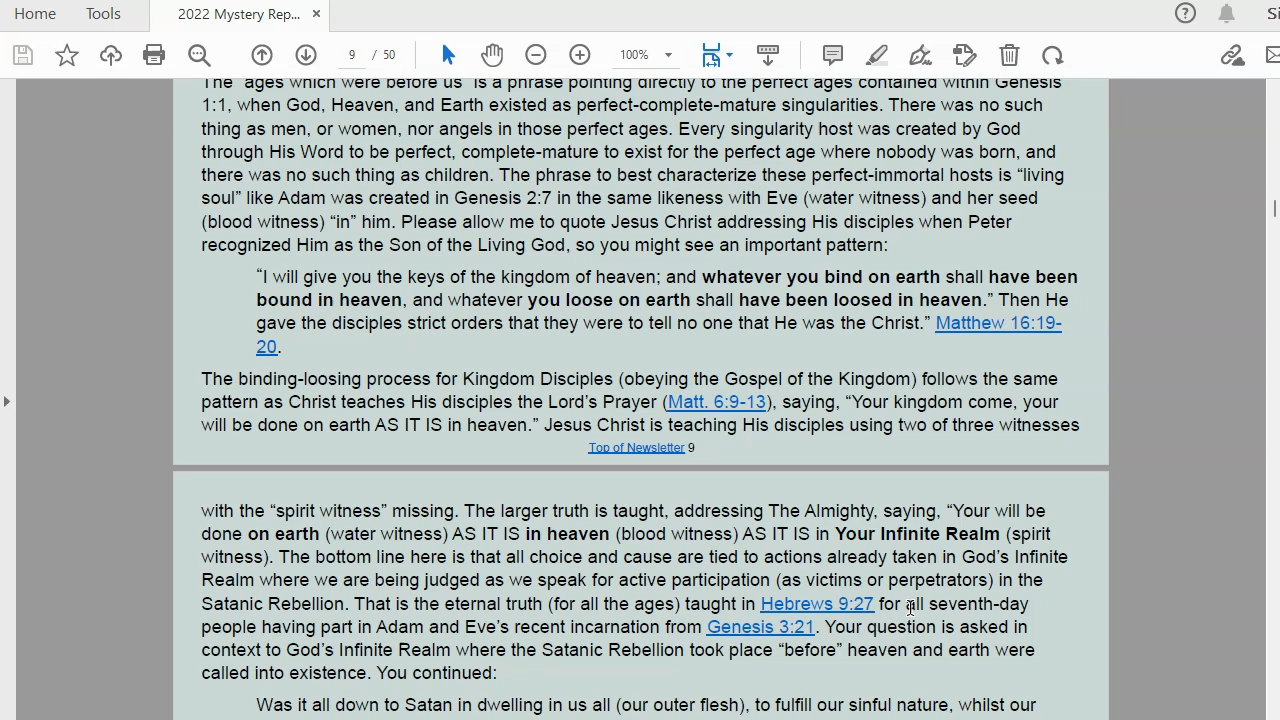 Home Tools 2022 Mystery Rep... × Si
9 / 50 100%
The "ages which were before us" is a phrase pointing directly to the perfect ages contained within Genesis
1:1, when God, Heaven, and Earth existed as perfect-complete-mature singularities. There was no such
thing as men, or women, nor angels in those perfect ages. Every singularity host was created by God
through His Word to be perfect, complete-mature to exist for the perfect age where nobody was born, and
there was no such thing as children. The phrase to best characterize these perfect-immortal hosts is “living
soul” like Adam was created in Genesis 2:7 in the same likeness with Eve (water witness) and her seed
(blood witness) “in” him. Please allow me to quote Jesus Christ addressing His disciples when Peter
recognized Him as the Son of the Living God, so you might see an important pattern:
“I will give you the keys of the kingdom of heaven; and whatever you bind on earth shall have been
bound in heaven, and whatever you loose on earth shall have been loosed in heaven.” Then He
gave the disciples strict orders that they were to tell no one that He was the Christ.” Matthew 16:19-
20.
The binding-loosing process for Kingdom Disciples (obeying the Gospel of the Kingdom) follows the same
pattern as Christ teaches His disciples the Lord’s Prayer (Matt. 6:9-13), saying, “Your kingdom come, your
will be done on earth AS IT IS in heaven.” Jesus Christ is teaching His disciples using two of three witnesses
Top of Newsletter 9
with the “spirit witness” missing. The larger truth is taught, addressing The Almighty, saying, “Your will be
done on earth (water witness) AS IT IS in heaven (blood witness) AS IT IS in Your Infinite Realm (spirit
witness). The bottom line here is that all choice and cause are tied to actions already taken in God’s Infinite
Realm where we are being judged as we speak for active participation (as victims or perpetrators) in the
Satanic Rebellion. That is the eternal truth (for all the ages) taught in Hebrews 9:27 for all seventh-day
people having part in Adam and Eve’s recent incarnation from Genesis 3:21. Your question is asked in
context to God’s Infinite Realm where the Satanic Rebellion took place “before” heaven and earth were
called into existence. You continued:
Was it all down to Satan in dwelling in us all (our outer flesh), to fulfill our sinful nature, whilst our